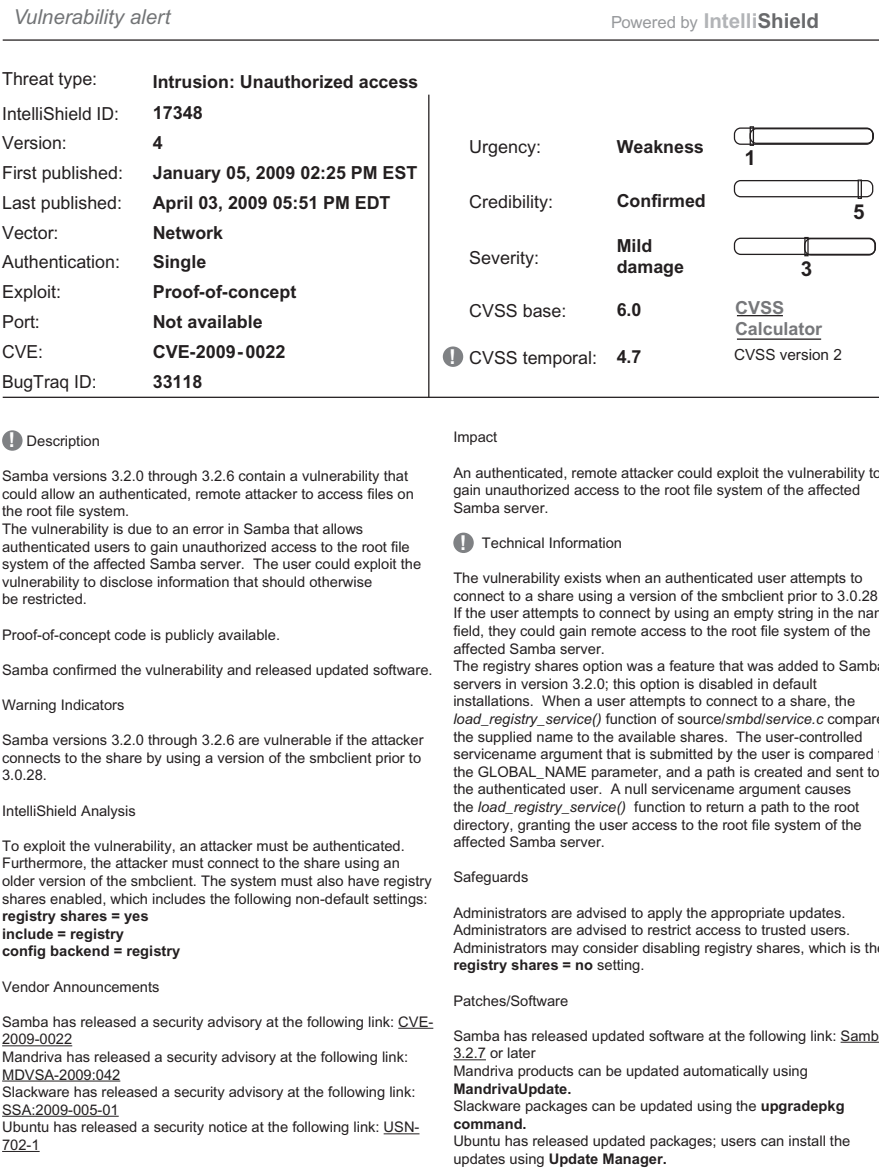 Vulnerability alert
Powered by IntelliShield
Threat type: Intrusion: Unauthorized access
IntelliShield ID: 17348
Version: 4
First published: January 05, 2009 02:25 PM EST
Last published: April 03, 2009 05:51 PM EDT
Vector: Network
Authentication: Single
Exploit: Proof-of-concept
Port: Not available
CVE: CVE-2009-0022
BugTraq ID: 33118
Urgency: Weakness 1
Credibility: Confirmed 5
Severity: Mild
damage 3
CVSS base: 6.0 CVSS
Calculator
! CVSS temporal: 4.7 CVSS version 2
! Description
Samba versions 3.2.0 through 3.2.6 contain a vulnerability that
could allow an authenticated, remote attacker to access files on
the root file system.
The vulnerability is due to an error in Samba that allows
authenticated users to gain unauthorized access to the root file
system of the affected Samba server. The user could exploit the
vulnerability to disclose information that should otherwise
be restricted.
Proof-of-concept code is publicly available.
Samba confirmed the vulnerability and released updated software.
Warning Indicators
Samba versions 3.2.0 through 3.2.6 are vulnerable if the attacker
connects to the share by using a version of the smbclient prior to
3.0.28.
IntelliShield Analysis
To exploit the vulnerability, an attacker must be authenticated.
Furthermore, the attacker must connect to the share using an
older version of the smbclient. The system must also have registry
shares enabled, which includes the following non-default settings:
registry shares = yes
include = registry
config backend = registry
Vendor Announcements
Samba has released a security advisory at the following link: CVE-
2009-0022
Mandriva has released a security advisory at the following link:
MDVSA-2009:042
Slackware has released a security advisory at the following link:
SSA:2009-005-01
Ubuntu has released a security notice at the following link: USN-
702-1
Impact
An authenticated, remote attacker could exploit the vulnerability to
gain unauthorized access to the root file system of the affected
Samba server.
! Technical Information
The vulnerability exists when an authenticated user attempts to
connect to a share using a version of the smbclient prior to 3.0.28
If the user attempts to connect by using an empty string in the
field, they could gain remote access to the root file system of the
affected Samba server.
The registry shares option was a feature that was added to
servers in version 3.2.0; this option is disabled in default
installations. When a user attempts to connect to a share, the
load_registry_service() function of source/smbd/service.c
the supplied name to the available shares. The user-controlled
servicename argument that is submitted by the user is compared
the GLOBAL_NAME parameter, and a path is created and sent to
the authenticated user. A null servicename argument causes
the load_registry_service() function to return a path to the root
directory, granting the user access to the root file system of the
affected Samba server.
Safeguards
Administrators are advised to apply the appropriate updates.
Administrators are advised to restrict access to trusted users.
Administrators may consider disabling registry shares, which is the
registry shares = no setting.
Patches/Software
Samba has released updated software at the following link:
3.2.7 or later
Mandriva products can be updated automatically using
MandrivaUpdate.
Slackware packages can be updated using the upgradepkg
command.
Ubuntu has released updated packages; users can install the
updates using Update Manager.